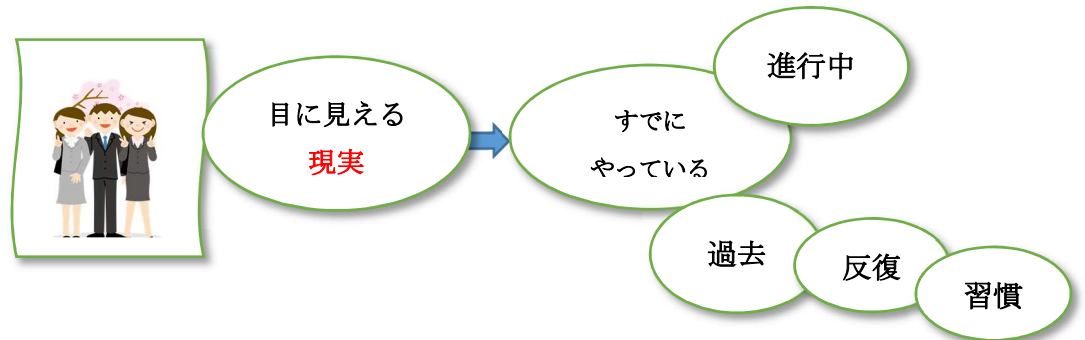 目に見える
現実
すでに
やっている
進行中
過去
反復
習慣